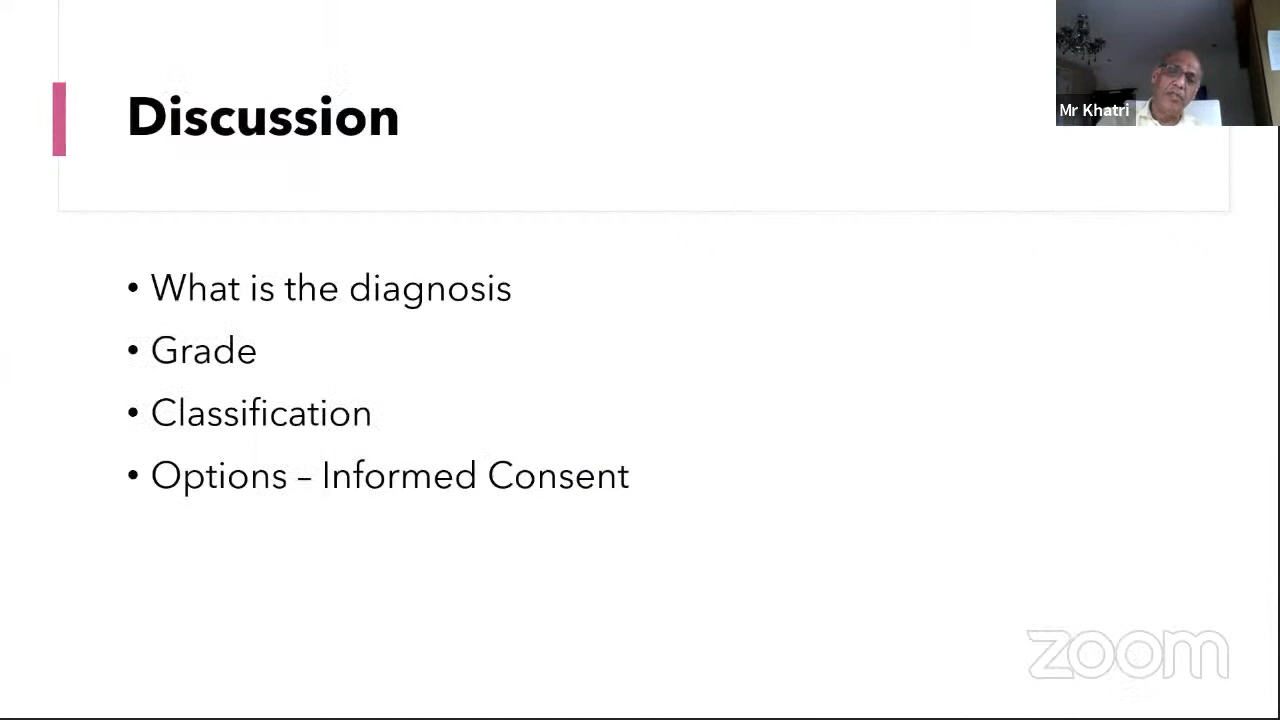 Discussion
Mr Khatri
• What is the diagnosis
• Grade
• Classification
• Options – Informed Consent
zoom